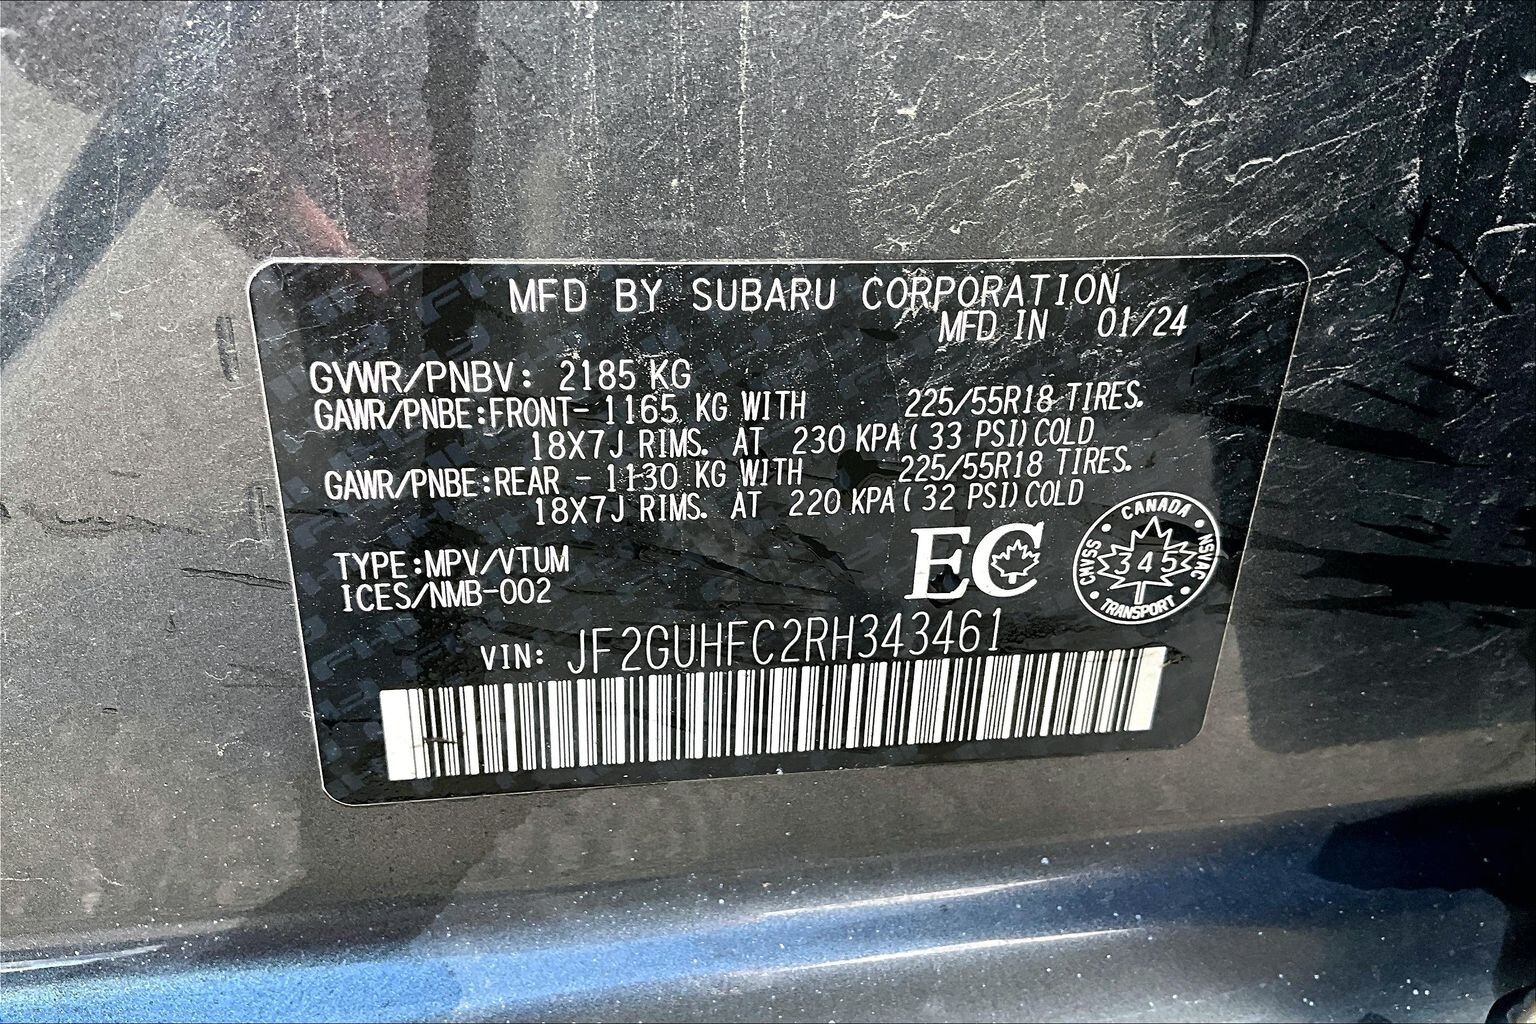 MFD BY SUBARU CORPORATION
MFD IN 01/24
GVWR/PNBV: 2185 KG
GAWR/PNBE:FRONT- 1165 KG WITH 225/55R18 TIRES.
18X7J RIMS. AT 230 KPA( 33 PSI)COLD
GAWR/PNBE:REAR - 1130 KG WITH 225/55R18 TIRES.
18X7J RIMS. AT 220 KPA( 32 PSI)COLD
EC
CANADA
CMVSS 345 NSVAC
TRANSPORT
TYPE:MPV/VTUM
ICES/NMB-002
VIN: JF2GUHFC2RH343461